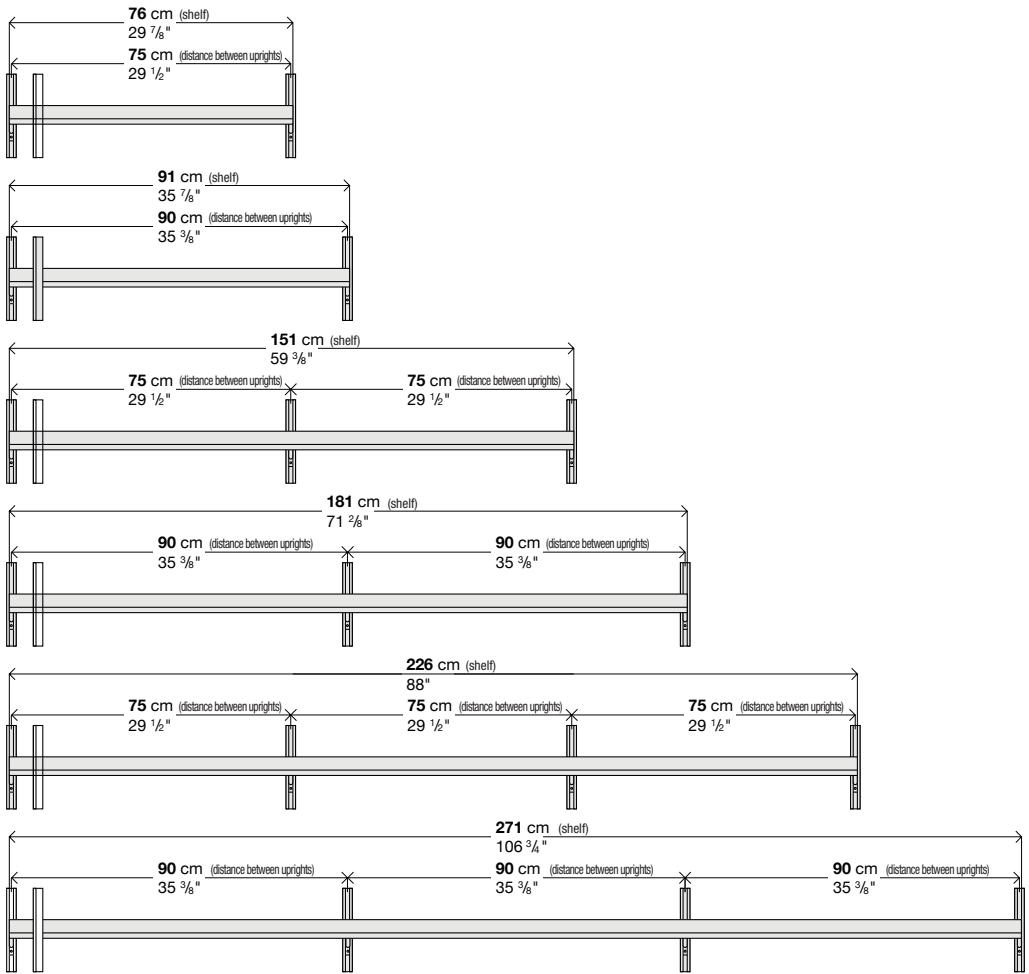 76 cm (shelf)
29 ⅞"
75 cm (distance between uprights)
29 ½"
91 cm (shelf)
35 ⅞"
90 cm (distance between uprights)
35 ⅜"
151 cm (shelf)
59 ⅜"
75 cm (distance between uprights) 75 cm (distance between uprights)
29 ½" 29 ½"
181 cm (shelf)
71 2/8"
90 cm (distance between uprights) 90 cm (distance between uprights)
35 ⅜" 35 ⅜"
226 cm (shelf)
88"
75 cm (distance between uprights) 75 cm (distance between uprights) 75 cm (distance between uprights)
29 ½" 29 ½" 29 ½"
271 cm (shelf)
106 ¾"
90 cm (distance between uprights) 90 cm (distance between uprights) 90 cm (distance between uprights)
35 ⅜" 35 ⅜" 35 ⅜"